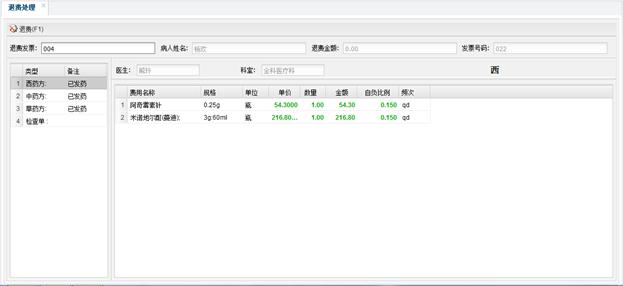 退费处理
退费(F1)
退费发票: 004 病人姓名: 杨欢 退费金额: 0.00 发票号码: 022
类型 备注
1 西药方: 已发药
2 中药方: 已发药
3 草药方: 已发药
4 检查单:
医生: 科室: 全科医疗科 西
费用名称 规格 单位 单价 数量 金额 自负比例 频次
1 阿奇霉素针 0.25g 瓶 54.3000 1.00 54.30 0.150 qd
2 米诺地尔酊(蔓迪); 3g:60ml 瓶 216.80... 1.00 216.80 0.150 qd